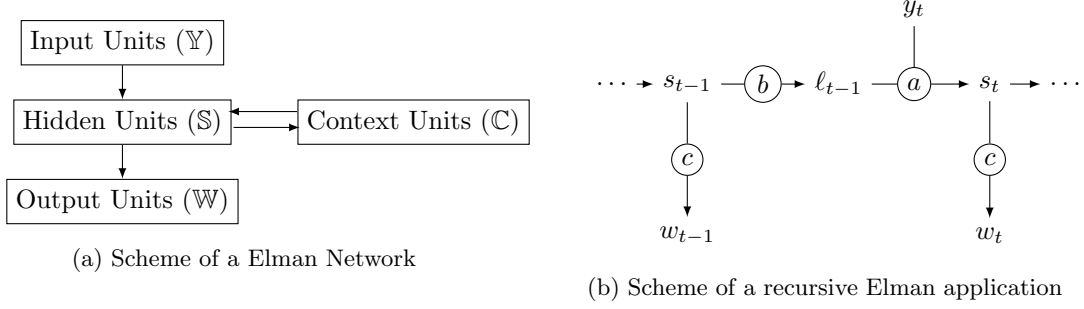 Input Units (𝕐)
Hidden Units (𝕊)
Context Units (ℂ)
Output Units (𝕎)
(a) Scheme of a Elman Network
y_t
⋯ s_{t−1} b ℓ_{t−1} a s_t ⋯
c c
w_{t−1} w_t
(b) Scheme of a recursive Elman application